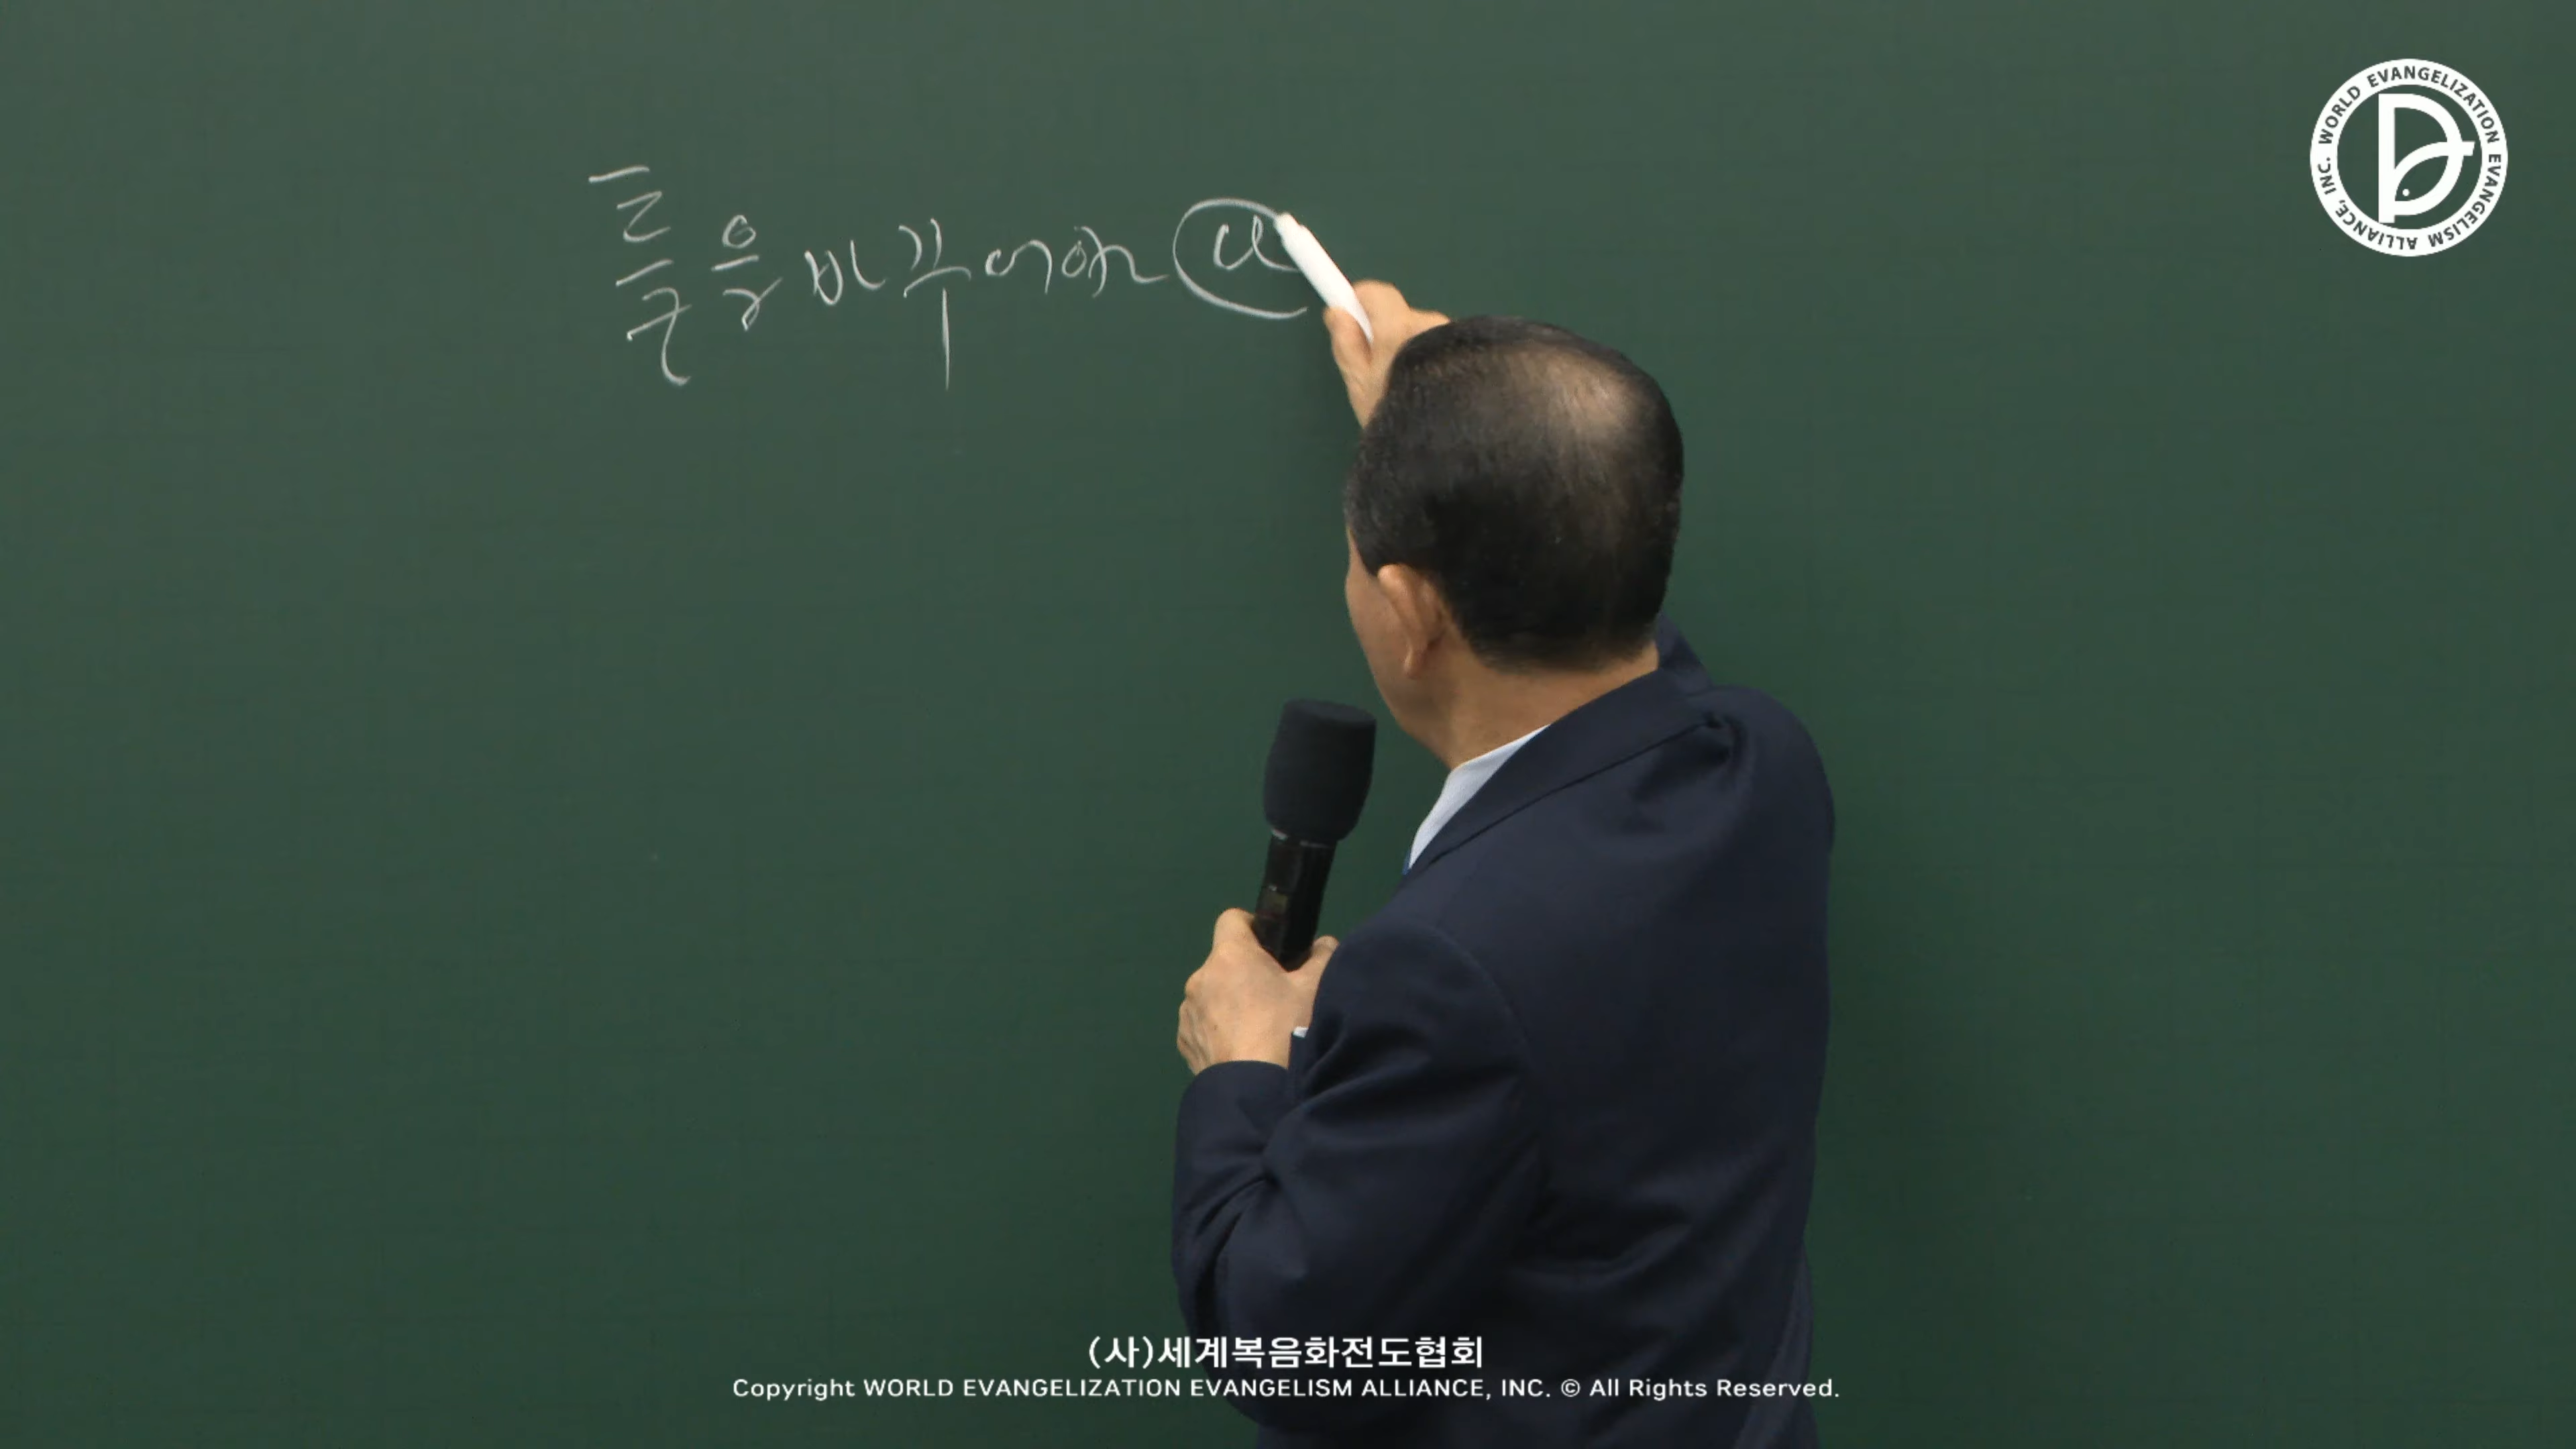 틀을 바꾸어야
나
WORLD EVANGELIZATION EVANGELISM ALLIANCE, INC.
(사)세계복음화전도협회
Copyright WORLD EVANGELIZATION EVANGELISM ALLIANCE, INC. © All Rights Reserved.